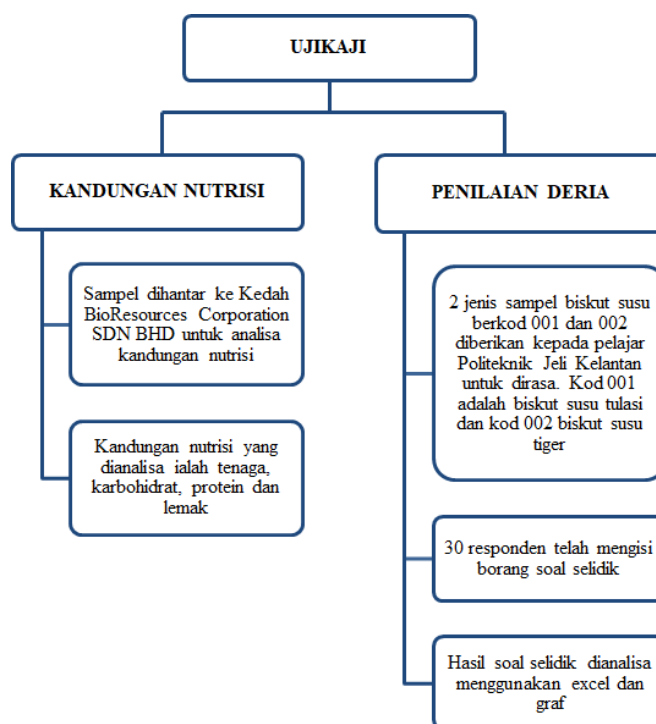 UJIKAJI
KANDUNGAN NUTRISI
Sampel dihantar ke Kedah
BioResources Corporation
SDN BHD untuk analisa
kandungan nutrisi
Kandungan nutrisi yang
dianalisa ialah tenaga,
karbohidrat, protein dan
lemak
PENILAIAN DERIA
2 jenis sampel biskut susu
berkod 001 dan 002
diberikan kepada pelajar
Politeknik Jeli Kelantan
untuk dirasa. Kod 001
adalah biskut susu tulasi
dan kod 002 biskut susu
tiger
30 responden telah mengisi
borang soal selidik
Hasil soal selidik dianalisa
menggunakan excel dan
graf